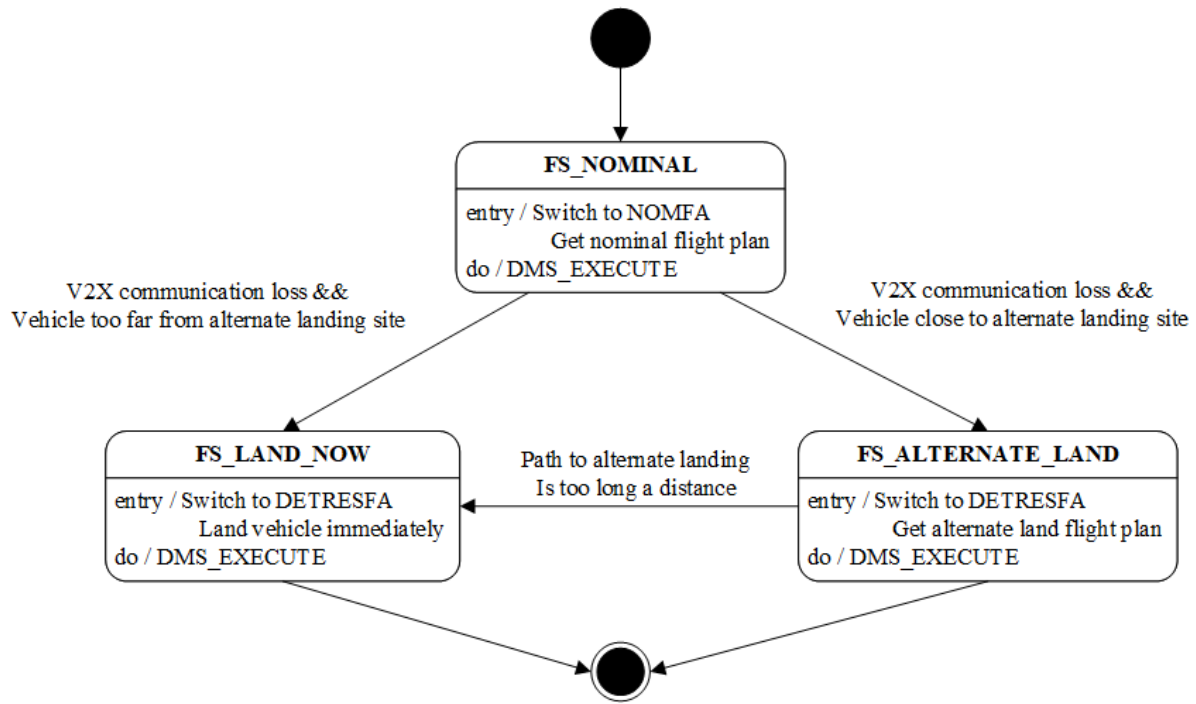 FS_NOMINAL
entry / Switch to NOMFA
Get nominal flight plan
do / DMS_EXECUTE
V2X communication loss &&
Vehicle too far from alternate landing site
V2X communication loss &&
Vehicle close to alternate landing site
FS_LAND_NOW
entry / Switch to DETRESFA
Land vehicle immediately
do / DMS_EXECUTE
Path to alternate landing
Is too long a distance
FS_ALTERNATE_LAND
entry / Switch to DETRESFA
Get alternate land flight plan
do / DMS_EXECUTE